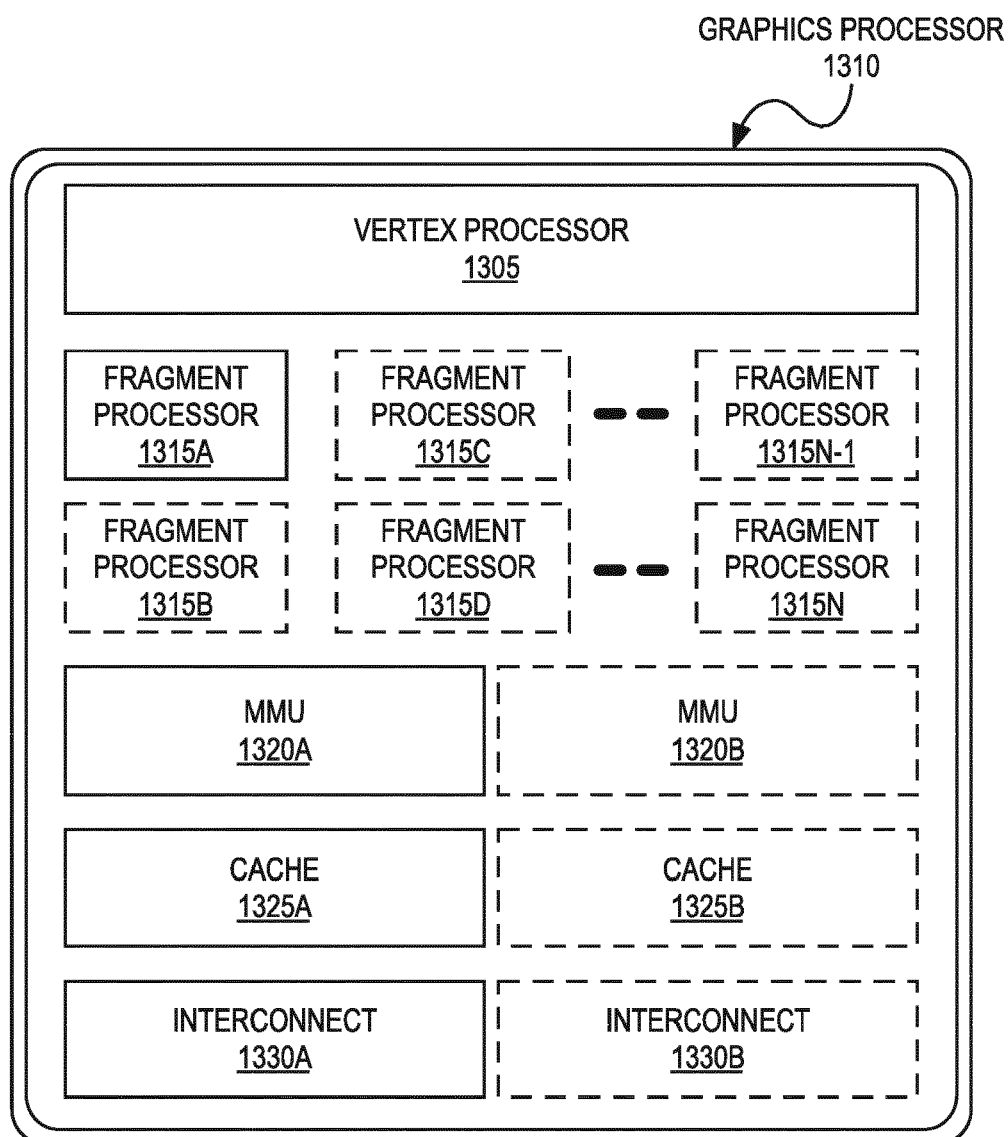 GRAPHICS PROCESSOR
1310
VERTEX PROCESSOR
1305
FRAGMENT
PROCESSOR
1315A
FRAGMENT
PROCESSOR
1315C
FRAGMENT
PROCESSOR
1315N-1
FRAGMENT
PROCESSOR
1315B
FRAGMENT
PROCESSOR
1315D
FRAGMENT
PROCESSOR
1315N
MMU
1320A
MMU
1320B
CACHE
1325A
CACHE
1325B
INTERCONNECT
1330A
INTERCONNECT
1330B